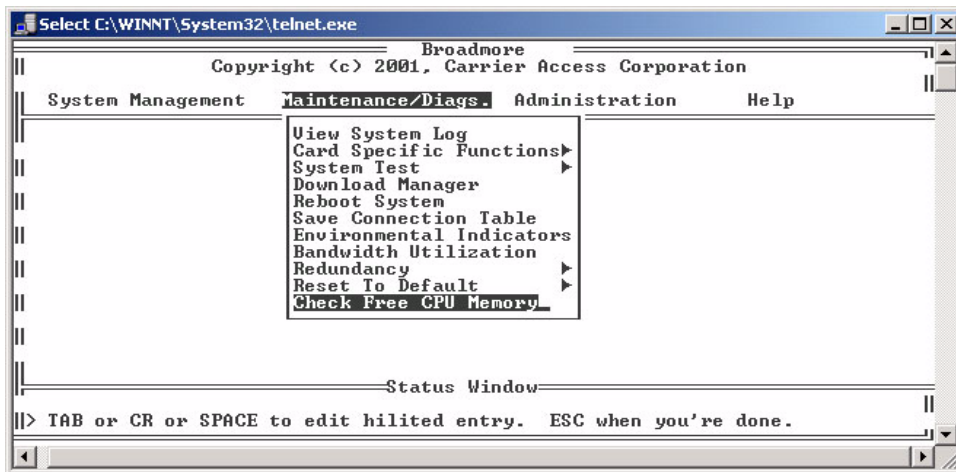 Select C:\WINNT\System32\telnet.exe
Broadmore
Copyright (c) 2001, Carrier Access Corporation
System Management Maintenance/Diags. Administration Help
View System Log
Card Specific Functions
System Test
Download Manager
Reboot System
Save Connection Table
Environmental Indicators
Bandwidth Utilization
Redundancy
Reset To Default
Check Free CPU Memory
Status Window
> TAB or CR or SPACE to edit hilited entry. ESC when you're done.